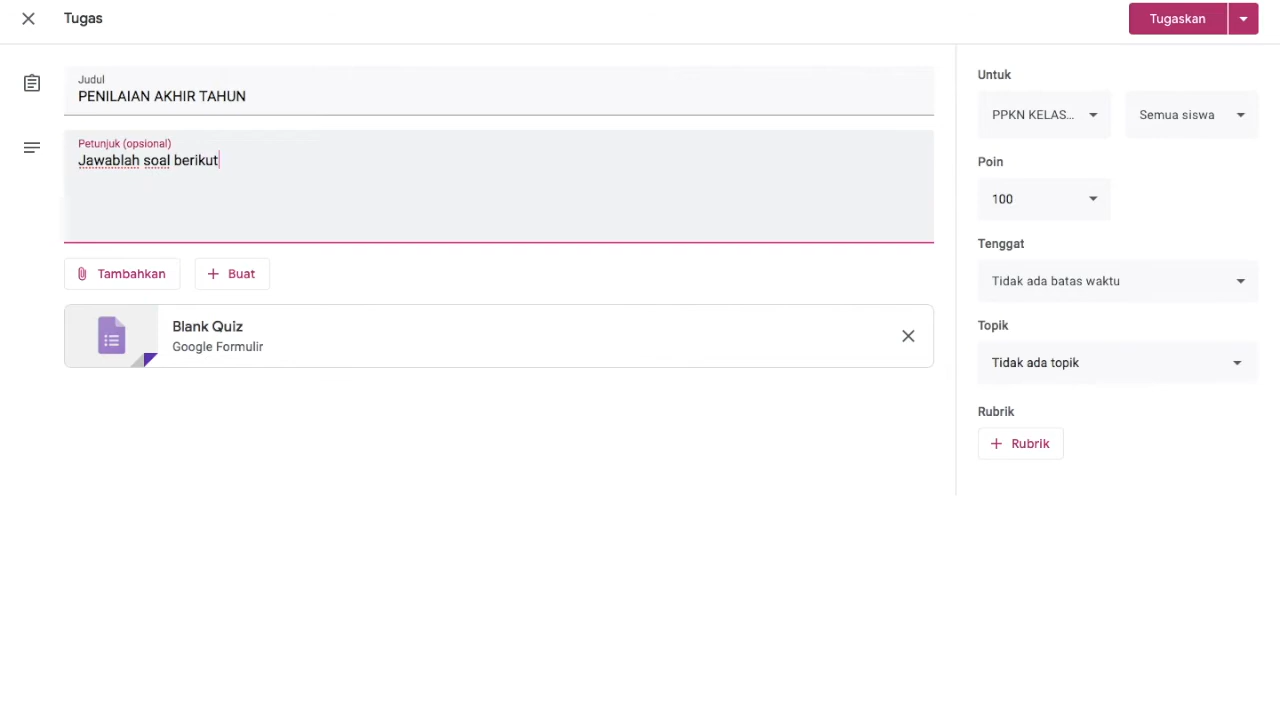 Tugas
Tugaskan
Judul
PENILAIAN AKHIR TAHUN
Petunjuk (opsional)
Jawablah soal berikut
Tambahkan
Buat
Blank Quiz
Google Formulir
Untuk
PPKN KELAS...
Semua siswa
Poin
100
Tenggat
Tidak ada batas waktu
Topik
Tidak ada topik
Rubrik
Rubrik